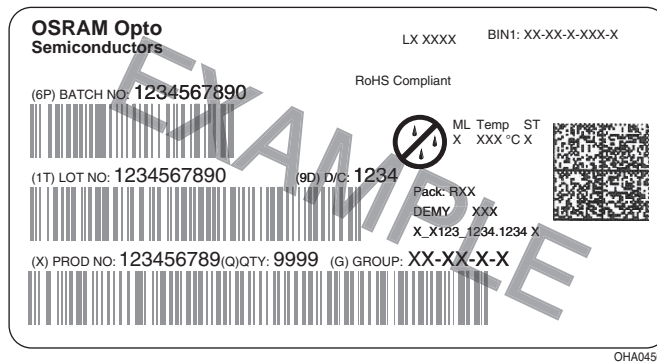 OSRAM Opto
Semiconductors
LX XXXX
BIN1: XX-XX-X-XXX-X
RoHS Compliant
(6P) BATCH NO: 1234567890
ML Temp ST
X XXX °C X
(1T) LOT NO: 1234567890 (9D) D/C: 1234
Pack: RXX
DEMY XXX
X_X123_1234.1234 X
(X) PROD NO: 123456789(Q)QTY: 9999 (G) GROUP: XX-XX-X-X
EXAMPLE